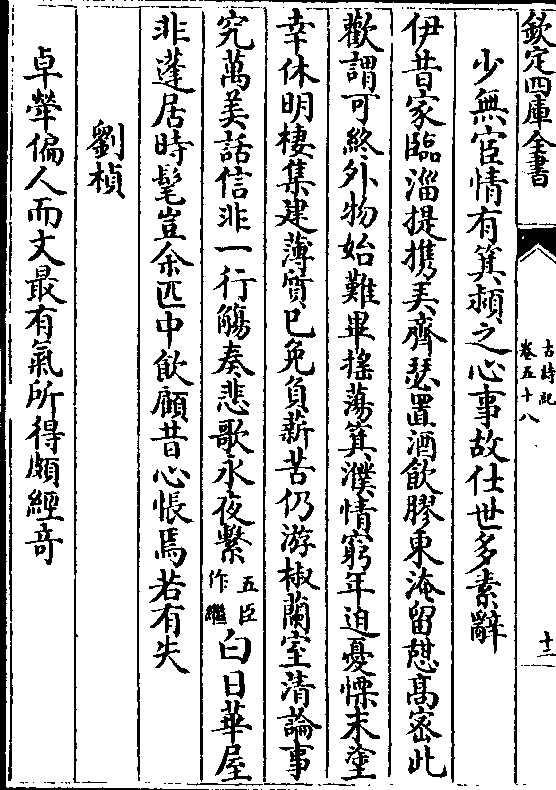 欽定四庫全書
古詩紀
卷五十八
十二
少無宦情有箕潁之心事故仕世多素辭
伊昔家臨淄提攜弄齊瑟置酒飲膠東淹留憇高宻此
歡謂可終外物始難畢摇蕩箕濮情窮年迫憂慄末塗
幸休明棲集建薄質已免負薪苦仍游椒蘭室清論事
究萬美話信非一行觴奏悲歌永夜繫五臣作繼白日華屋
非蓬居時髦豈余匹中飲顧昔心悵焉若有失
劉楨
卓犖偏人而文最有氣所得頗經奇